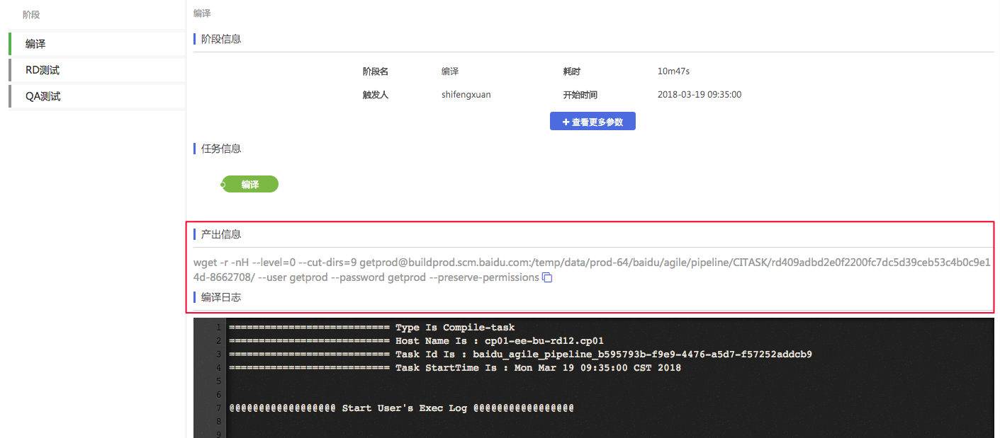 阶段
编译
RD测试
QA测试
编译
阶段信息
阶段名 编译 耗时 10m47s
触发人 shifengxuan 开始时间 2018-03-19 09:35:00
+ 查看更多参数
任务信息
编译
产出信息
wget -r -nH --level=0 --cut-dirs=9 getprod@buildprod.scm.baidu.com:/temp/data/prod-64/baidu/agile/pipeline/CITASK/rd409adbd2e0f2200fc7dc5d39ceb53c4b0c9e1
4d-8662708/ --user getprod --password getprod --preserve-permissions
编译日志
1 =========================== Type Is Compile-task
2 =========================== Host Name Is : cp01-ee-bu-rd12.cp01
3 =========================== Task Id Is : baidu_agile_pipeline_b595793b-f9e9-4476-a5d7-f57252addcb9
4 =========================== Task StartTime Is : Mon Mar 19 09:35:00 CST 2018
5
6
7 @@@@@@@@@@@@@@@@@@ Start User's Exec Log @@@@@@@@@@@@@@@@@
8
9